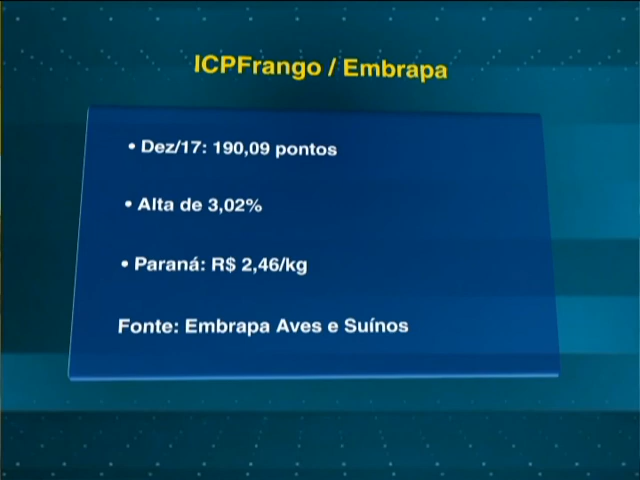 ICPFrango / Embrapa
• Dez/17: 190,09 pontos
• Alta de 3,02%
• Paraná: R$ 2,46/kg
Fonte: Embrapa Aves e Suínos